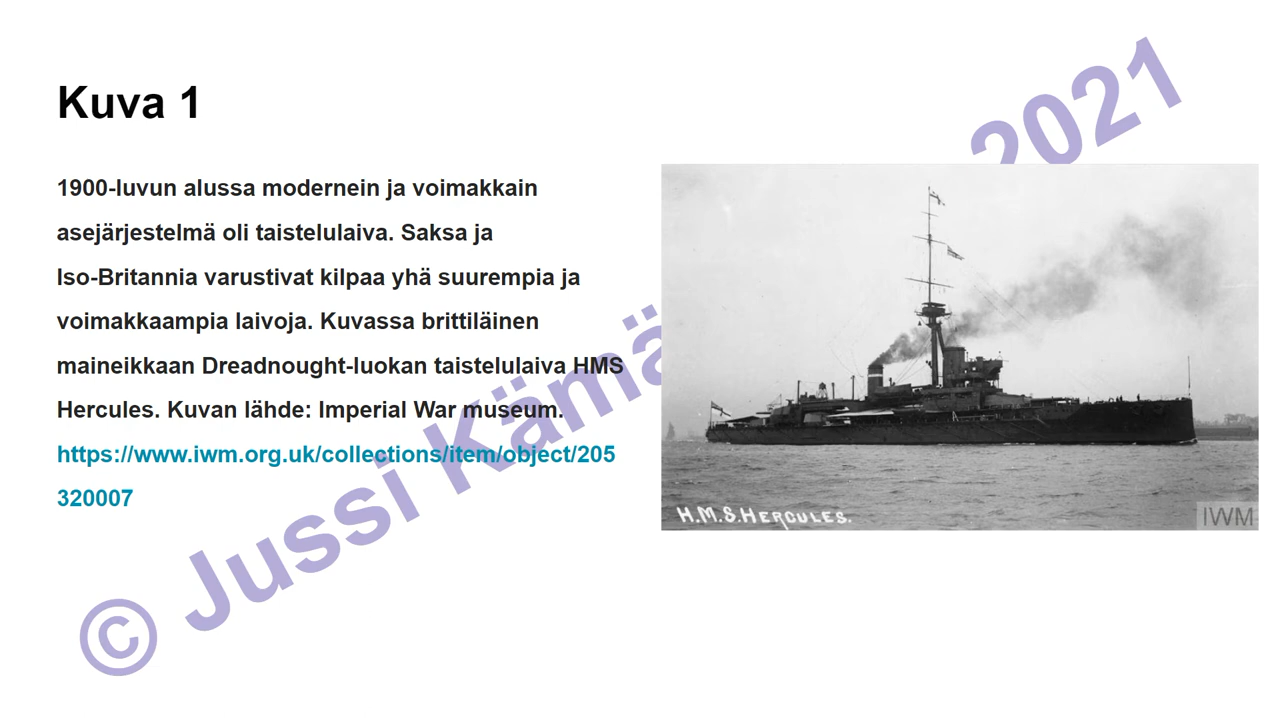 Kuva 1
1900-luvun alussa modernein ja voimakkain
asejärjestelmä oli taistelulaiva. Saksa ja
Iso-Britannia varustivat kilpaa yhä suurempia ja
voimakkaampia laivoja. Kuvassa brittiläinen
maineikkaan Dreadnought-luokan taistelulaiva HMS
Hercules. Kuvan lähde: Imperial War museum.
https://www.iwm.org.uk/collections/item/object/205
320007
H.M.S.HERCULES.
IWM
© Jussi Kämä
2021